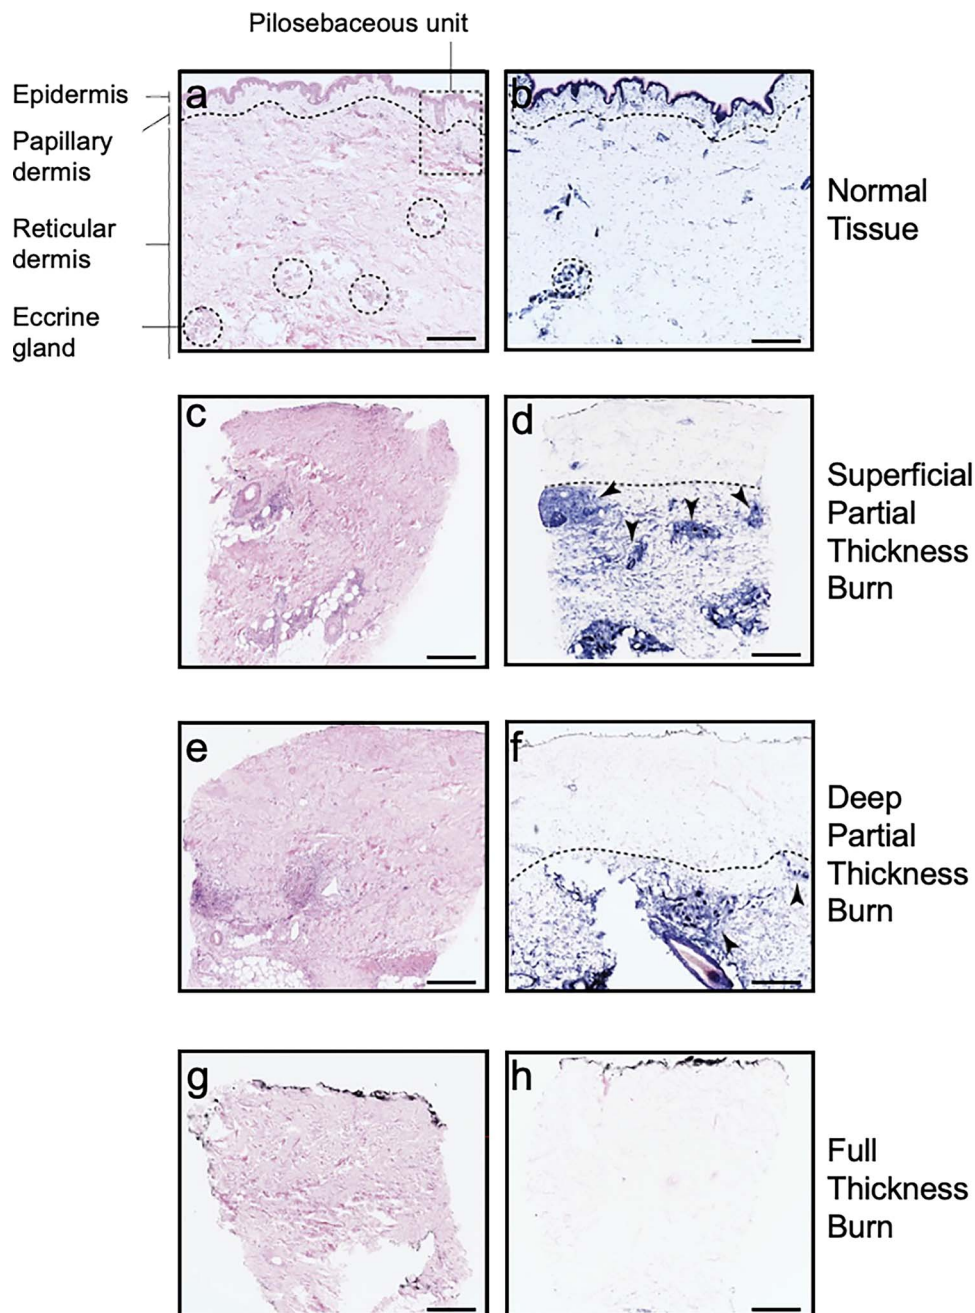 Pilosebaceous unit
Epidermis
Papillary
dermis
Reticular
dermis
Eccrine
gland
a
b
Normal
Tissue
c
d
Superficial
Partial
Thickness
Burn
e
f
Deep
Partial
Thickness
Burn
g
h
Full
Thickness
Burn